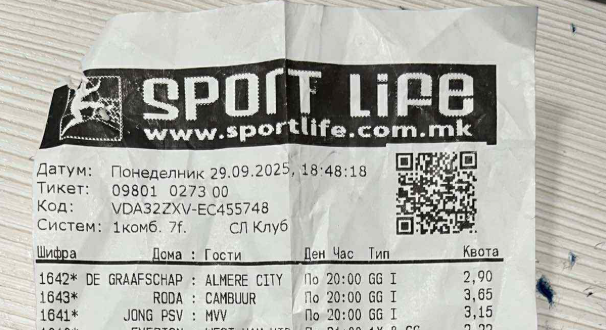 SPORT LIFE
www.sportlife.com.mk
Датум: Понеделник 29.09.2025, 18:48:18
Тикет: 09801 0273 00
Код: VDA32ZXV-EC455748
Систем: 1комб. 7f. СЛ Клуб
Шифра Дома : Гости Ден Час Тип Квота
1642* DE GRAAFSCHAP : ALMERE CITY По 20:00 GG I 2,90
1643* RODA : CAMBUUR По 20:00 GG I 3,65
1641* JONG PSV : MVV По 20:00 GG I 3,15